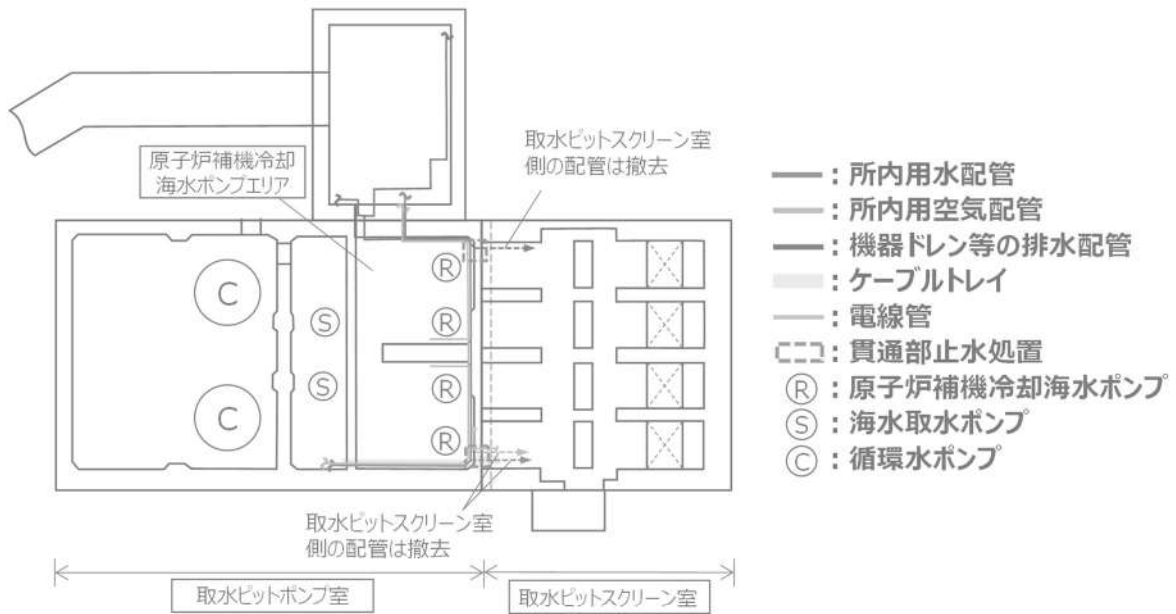 取水ピットスクリーン室
側の配管は撤去
原子炉補機冷却
海水ポンプエリア
C
C
S
S
R
R
R
R
取水ピットスクリーン室
側の配管は撤去
取水ピットポンプ室
取水ピットスクリーン室
：所内用水配管
：所内用空気配管
：機器ドレン等の排水配管
：ケーブルトレイ
：電線管
：貫通部止水処置
R：原子炉補機冷却海水ポンプ
S：海水取水ポンプ
C：循環水ポンプ